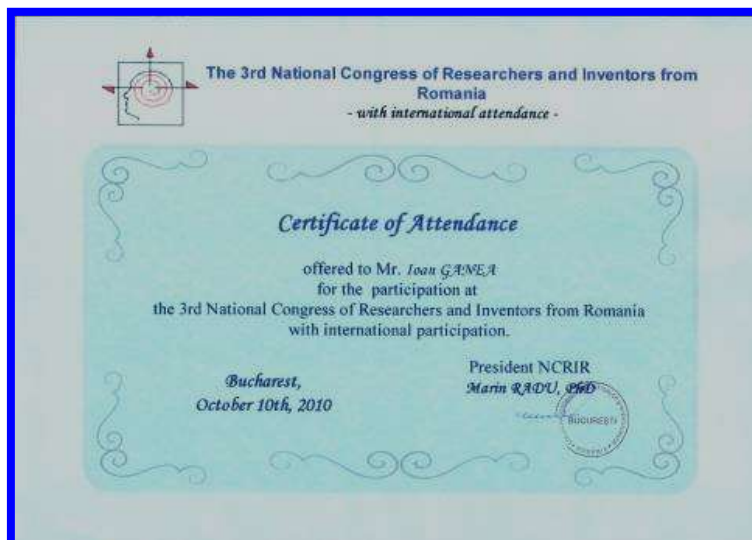 The 3rd National Congress of Researchers and Inventors from
Romania
- with international attendance -
Certificate of Attendance
offered to Mr. Ioan GANEA
for the participation at
the 3rd National Congress of Researchers and Inventors from Romania
with international participation.
President NCRIR
Marin RADU, PhD
Bucharest,
October 10th, 2010
BUCUREŞTI